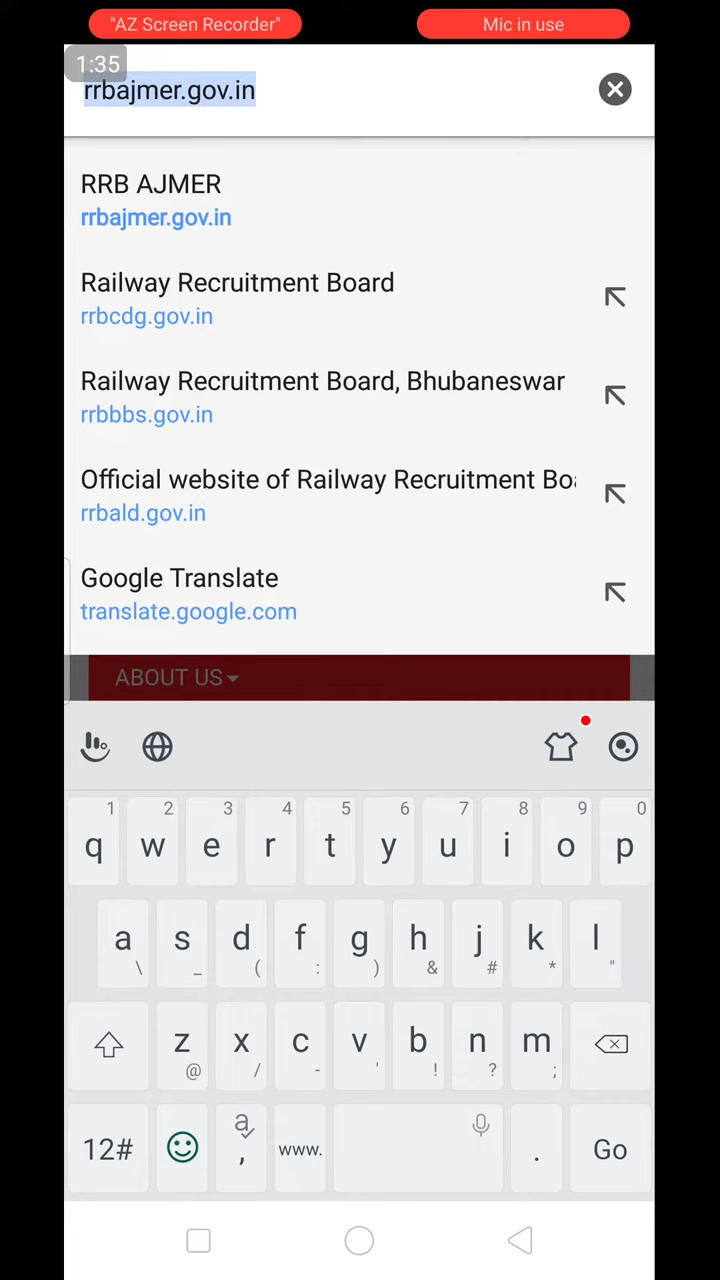 "AZ Screen Recorder"
Mic in use
1:35
rrbajmer.gov.in
RRB AJMER
rrbajmer.gov.in
Railway Recruitment Board
rrbcdg.gov.in
Railway Recruitment Board, Bhubaneswar
rrbbbs.gov.in
Official website of Railway Recruitment Boa
rrbald.gov.in
Google Translate
translate.google.com
ABOUT US
1 2 3 4 5 6 7 8 9 0
q w e r t y u i o p
a s d f g h j k l
\ _ ( : ) & # * "
z x c v b n m
@ / - ' ! ? ;
12# a , www. . Go